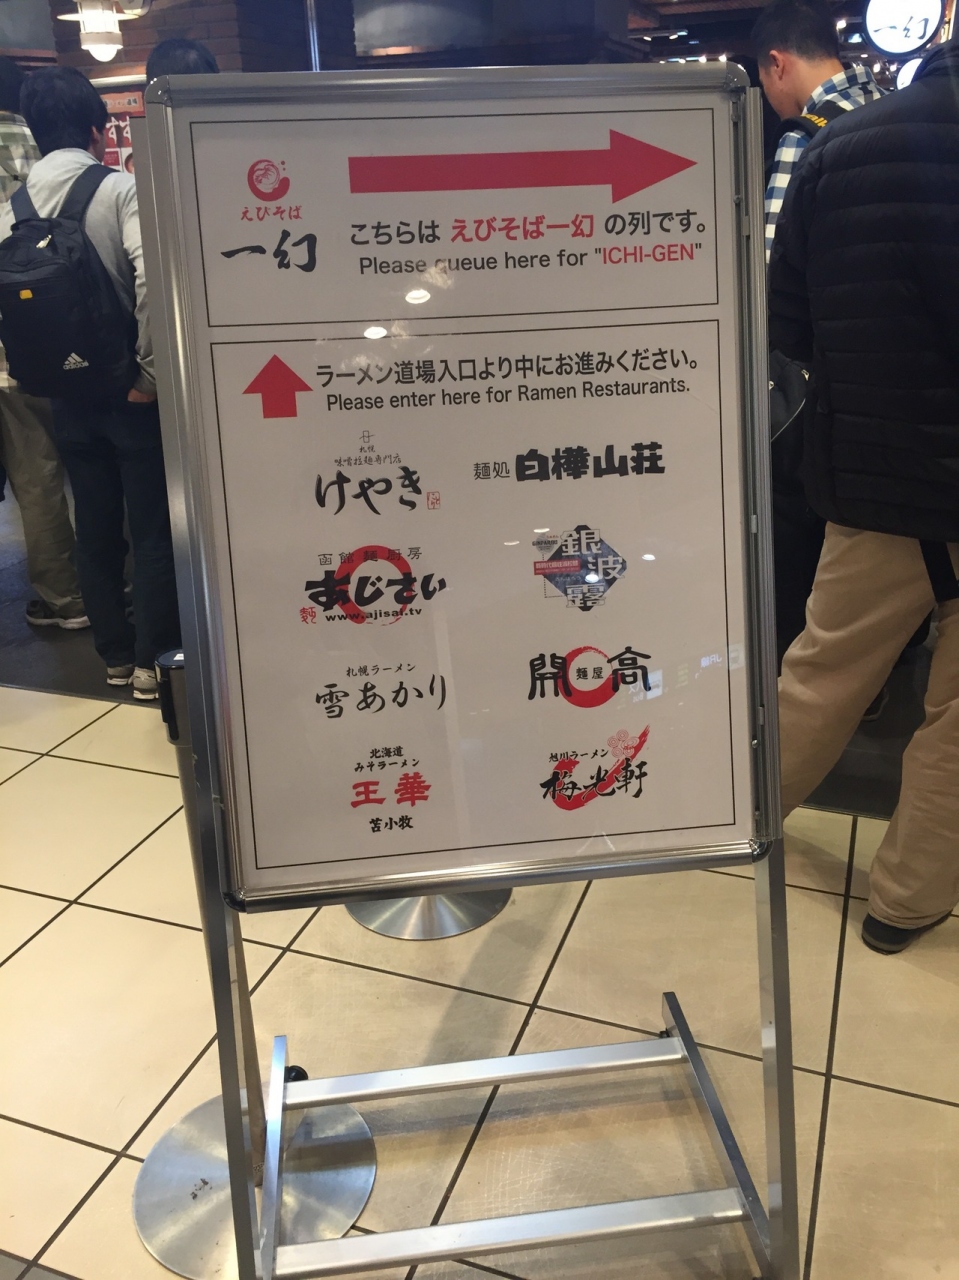 えびそば
一幻
こちらは えびそば一幻 の列です。
Please queue here for "ICHI-GEN"
ラーメン道場入口より中にお進みください。
Please enter here for Ramen Restaurants.
札幌
味噌拉麺専門店
けやき
麺処 白樺山荘
函館麺厨房
あじさい
麺
www.ajisai.tv
銀
波
露
札幌ラーメン
雪あかり
開 麺屋 高
北海道
みそラーメン
王華
苫小牧
旭川ラーメン
梅光軒
adidas
一幻